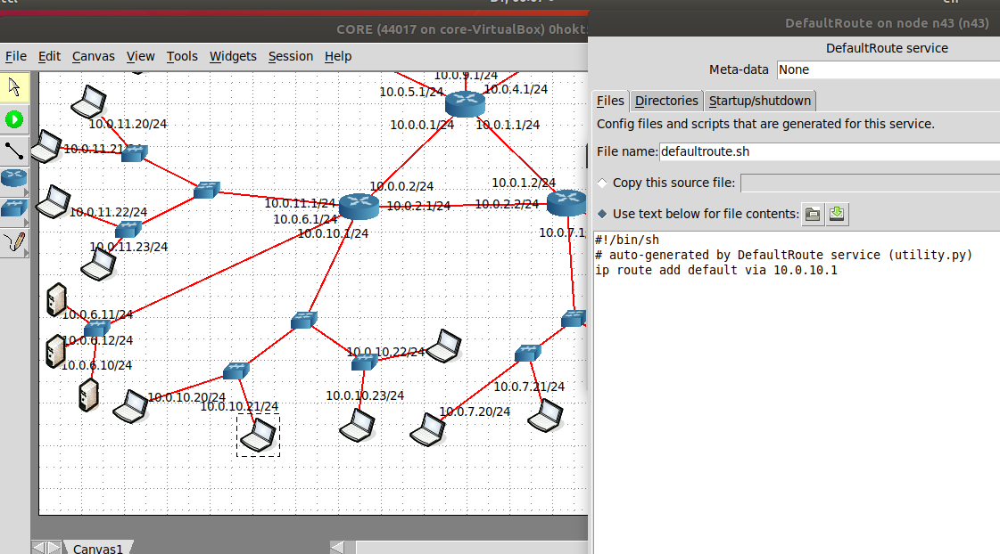 CORE (44017 on core-VirtualBox) 0hokt
DefaultRoute on node n43 (n43)
File Edit Canvas View Tools Widgets Session Help
DefaultRoute service
Meta-data None
Files Directories Startup/shutdown
Config files and scripts that are generated for this service.
File name: defaultroute.sh
Copy this source file:
Use text below for file contents:
#!/bin/sh
# auto-generated by DefaultRoute service (utility.py)
ip route add default via 10.0.10.1
10.0.9.1/24
10.0.5.1/24
10.0.4.1/24
10.0.0.1/24
10.0.1.1/24
10.0.11.20/24
10.0.11.21/24
10.0.0.2/24
10.0.1.2/24
10.0.11.1/24
10.0.2.1/24
10.0.2.2/24
10.0.11.22/24
10.0.6.1/24
10.0.10.1/24
10.0.7.1
10.0.11.23/24
10.0.6.11/24
10.0.6.12/24
10.0.10.22/24
10.0.6.10/24
10.0.7.21/24
10.0.10.20/24
10.0.10.23/24
10.0.10.21/24
10.0.7.20/24
Canvas1